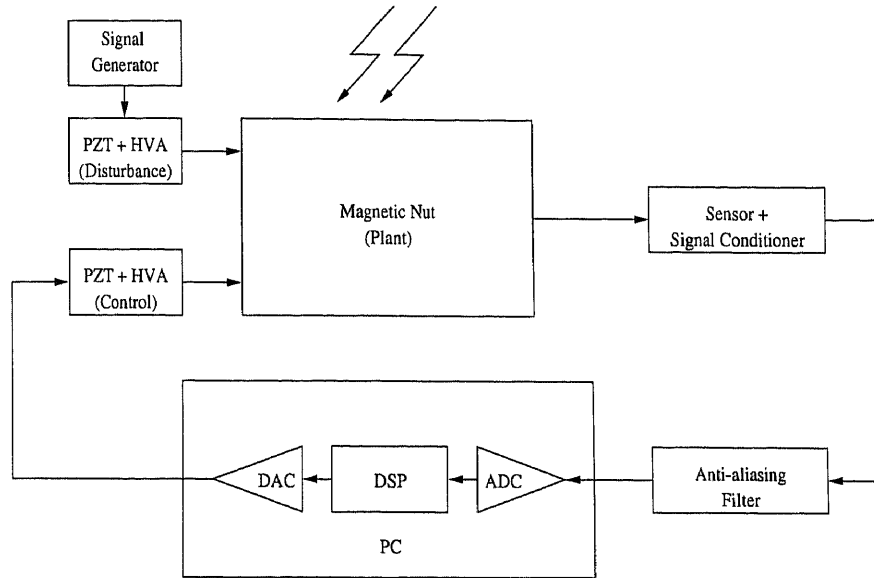 Signal
Generator
PZT + HVA
(Disturbance)
Magnetic Nut
(Plant)
Sensor +
Signal Conditioner
PZT + HVA
(Control)
DAC
DSP
ADC
Anti-aliasing
Filter
PC